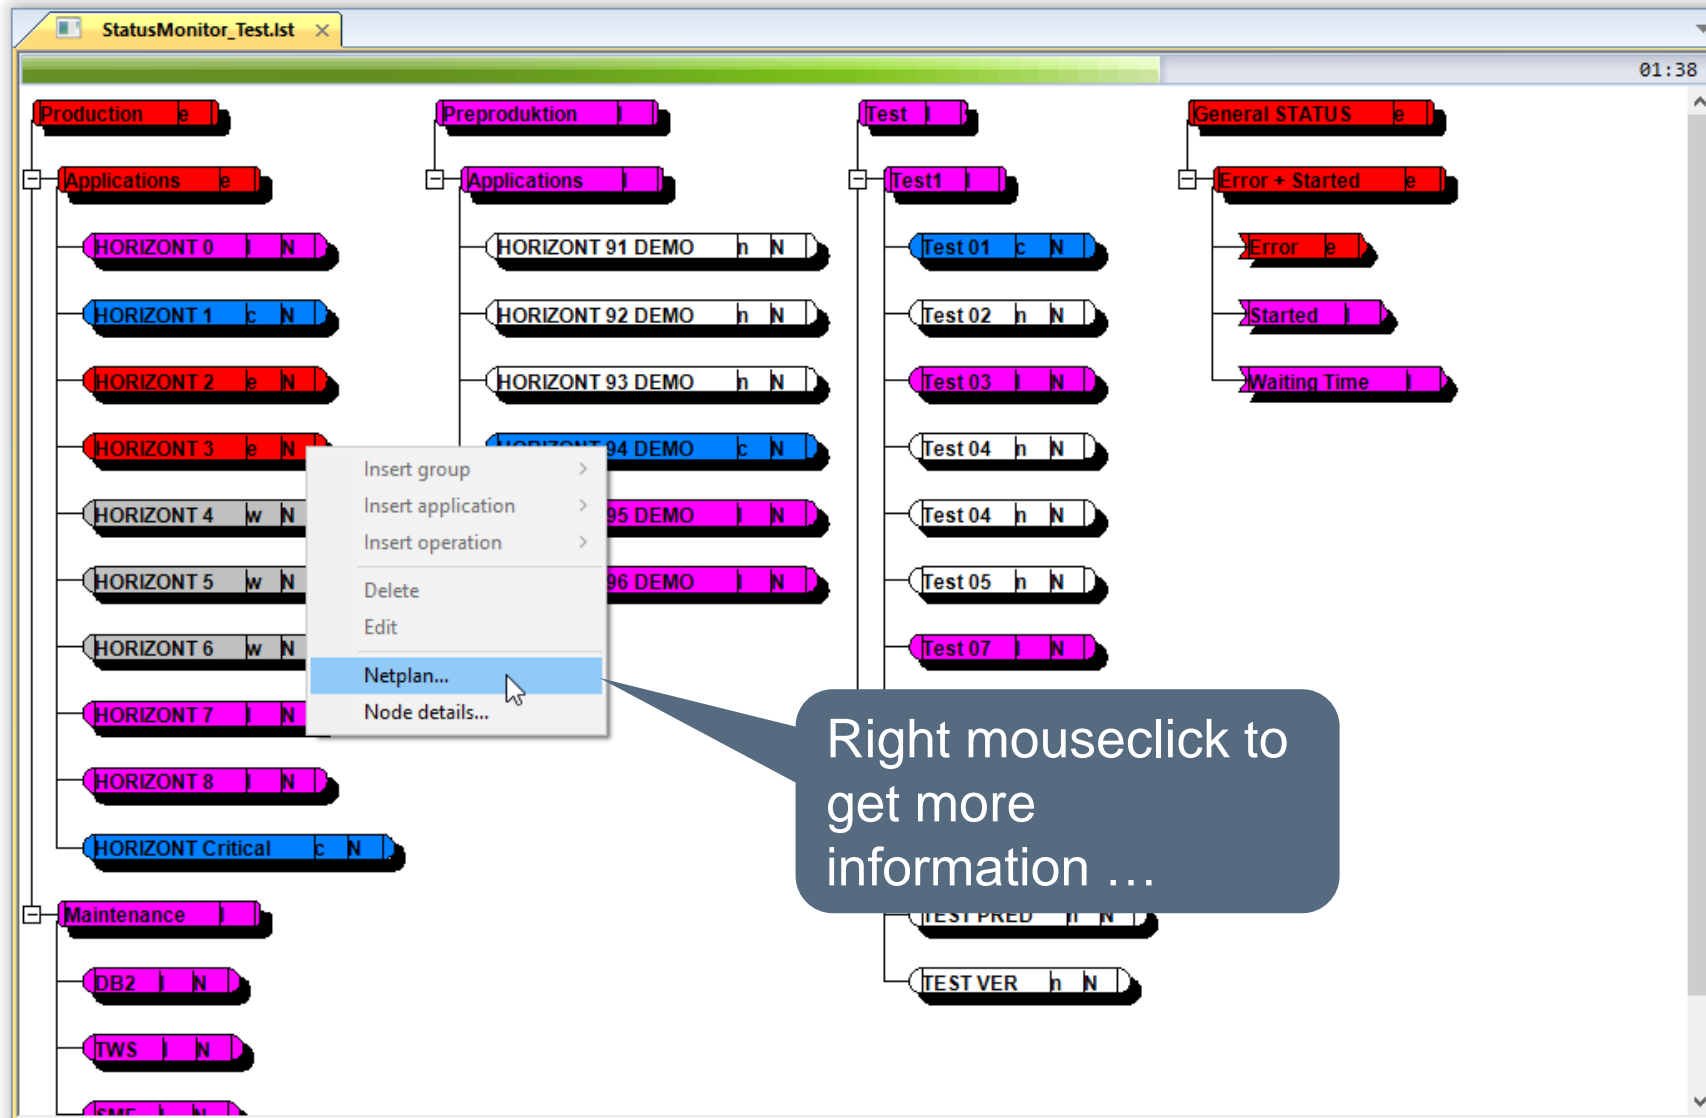 StatusMonitor_Test.lst
01:38
Production e
Applications e
HORIZONT 0 l N
HORIZONT 1 c N
HORIZONT 2 e N
HORIZONT 3 e N
HORIZONT 4 w N
HORIZONT 5 w N
HORIZONT 6 w N
HORIZONT 7 l N
HORIZONT 8 l N
HORIZONT Critical c N
Maintenance l
DB2 l N
TWS l N
SMF l N
Preproduktion l
Applications l
HORIZONT 91 DEMO n N
HORIZONT 92 DEMO n N
HORIZONT 93 DEMO n N
HORIZONT 94 DEMO c N
95 DEMO l N
96 DEMO l N
Insert group
Insert application
Insert operation
Delete
Edit
Netplan...
Node details...
Test l
Test1 l
Test 01 c N
Test 02 n N
Test 03 l N
Test 04 n N
Test 04 n N
Test 05 n N
Test 07 l N
Right mouseclick to
get more
information …
TEST PRED n N
TEST VER n N
General STATUS e
Error + Started e
Error e
Started l
Waiting Time l